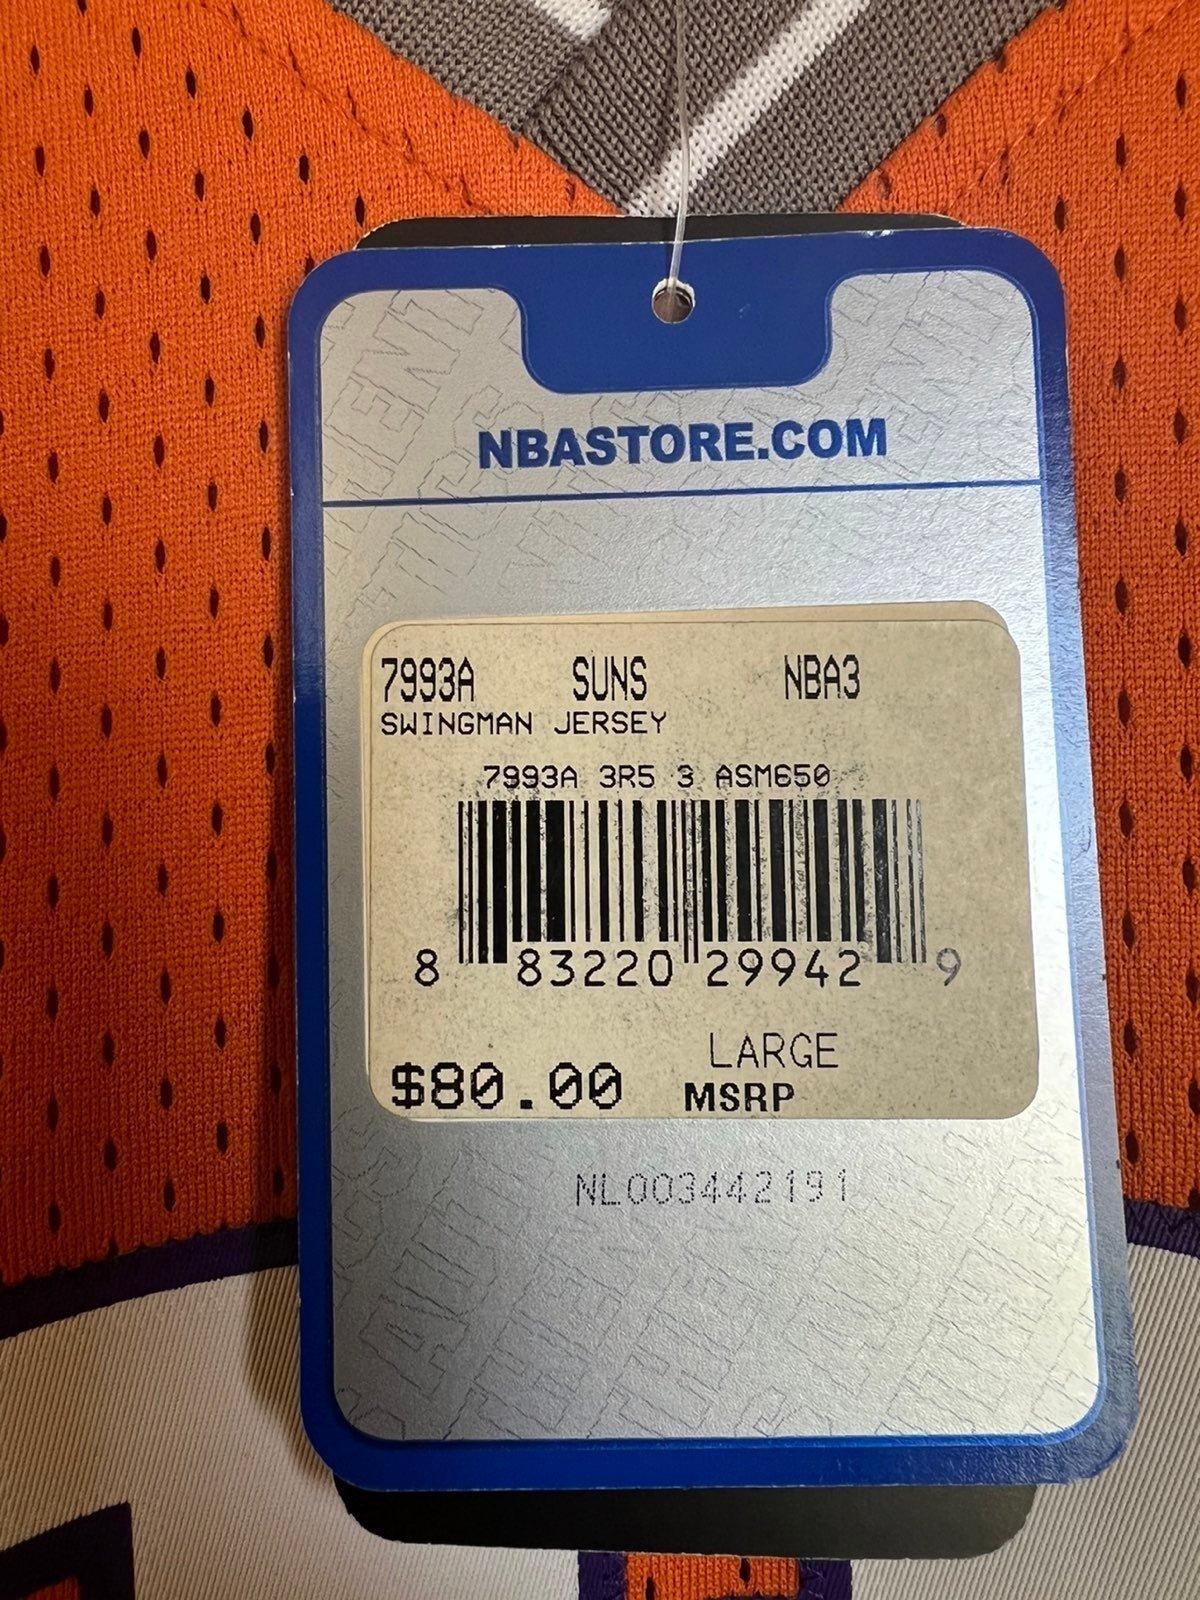 NBASTORE.COM
7993A SUNS NBA3
SWINGMAN JERSEY
7993A 3R5 3 ASM650
8 83220 29942 9
LARGE
$80.00 MSRP
NL003442191